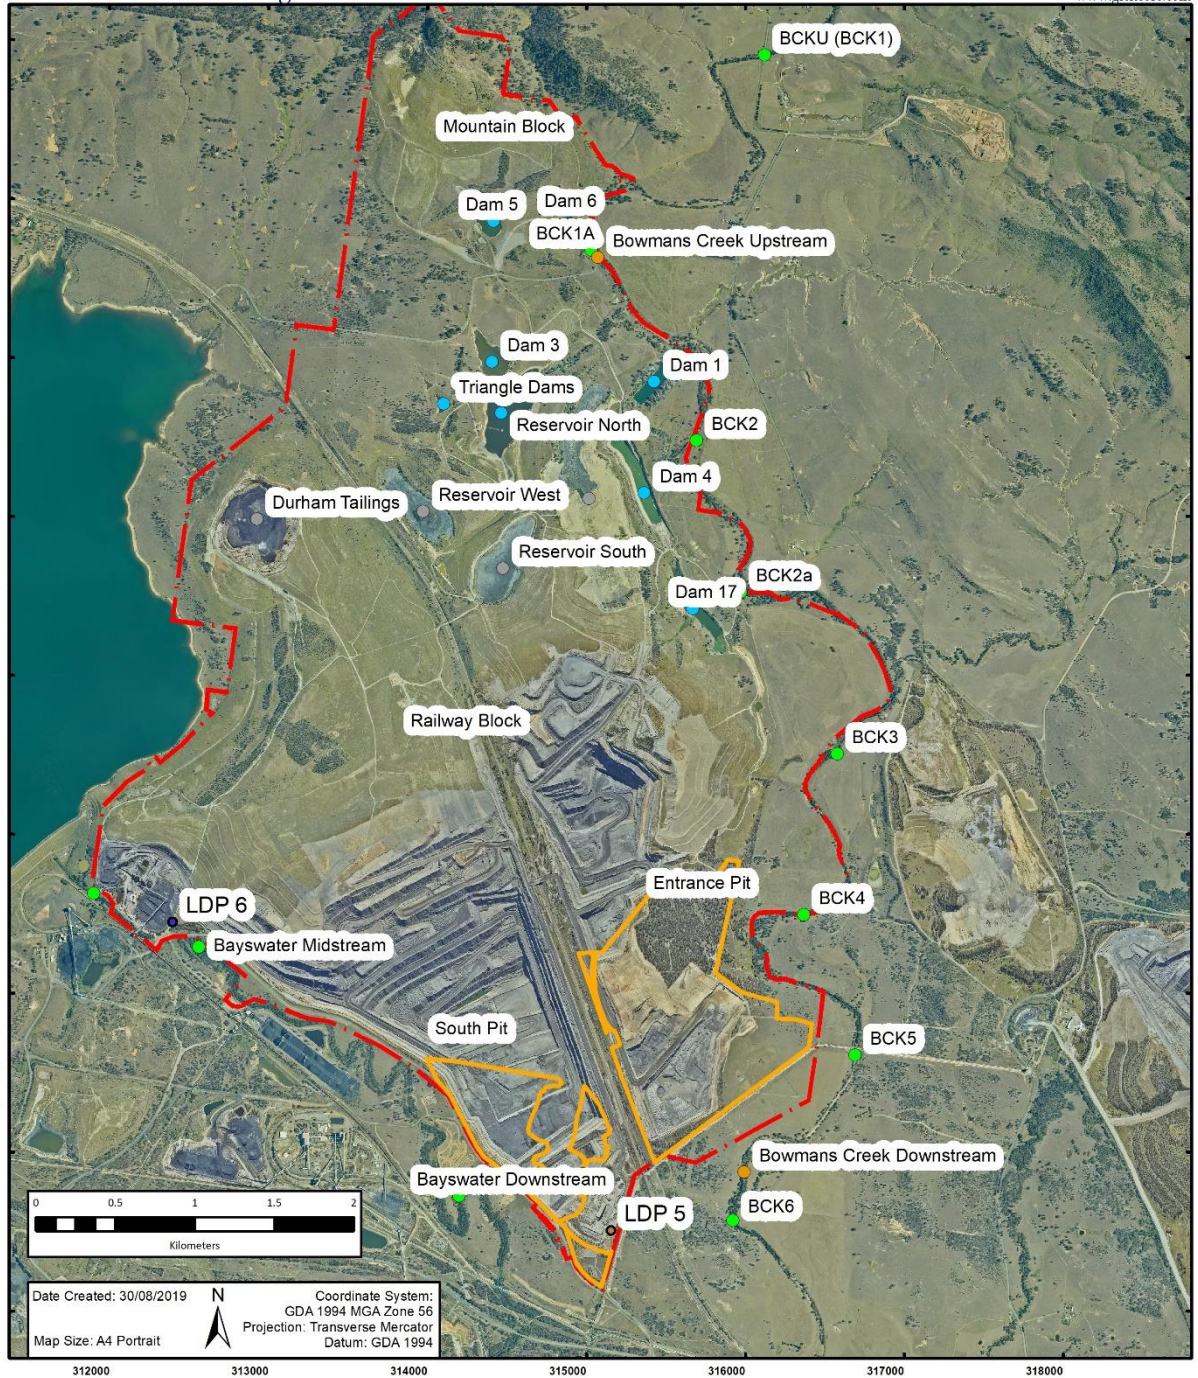 BCKU (BCK1)
Mountain Block
Dam 5
Dam 6
BCK1A
Bowmans Creek Upstream
Dam 3
Dam 1
Triangle Dams
Reservoir North
BCK2
Durham Tailings
Reservoir West
Dam 4
Reservoir South
Dam 17
BCK2a
Railway Block
BCK3
Entrance Pit
LDP 6
BCK4
Bayswater Midstream
South Pit
BCK5
Bayswater Downstream
Bowmans Creek Downstream
LDP 5
BCK6
0 0.5 1 1.5 2
Kilometers
Date Created: 30/08/2019
Map Size: A4 Portrait
N
Coordinate System:
GDA 1994 MGA Zone 56
Projection: Transverse Mercator
Datum: GDA 1994
312000 313000 314000 315000 316000 317000 318000